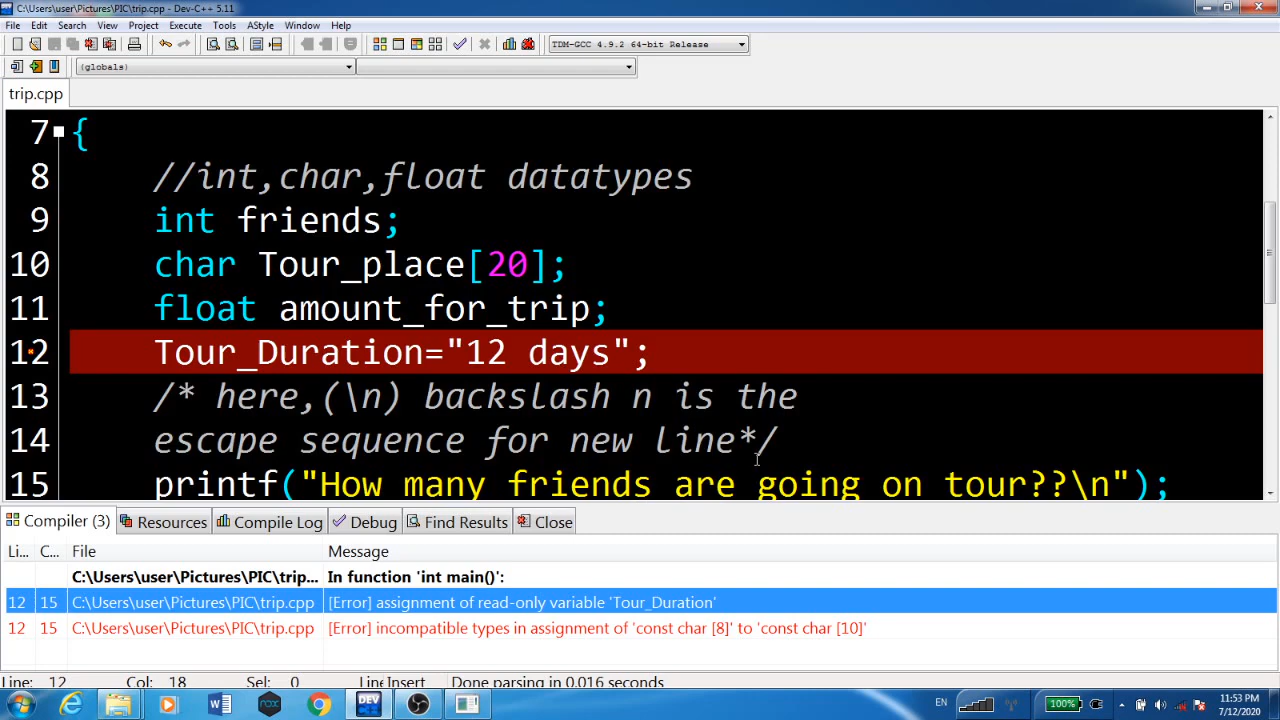 C:\Users\user\Pictures\PIC\trip.cpp - Dev-C++ 5.11
File Edit Search View Project Execute Tools AStyle Window Help
TDM-GCC 4.9.2 64-bit Release
(globals)
trip.cpp
7 {
8 //int,char,float datatypes
9 int friends;
10 char Tour_place[20];
11 float amount_for_trip;
12 Tour_Duration="12 days";
13 /* here,(\n) backslash n is the
14 escape sequence for new line*/
15 printf("How many friends are going on tour??\n");
Compiler (3) Resources Compile Log Debug Find Results Close
Li... C... File Message
C:\Users\user\Pictures\PIC\trip... In function 'int main()':
12 15 C:\Users\user\Pictures\PIC\trip.cpp [Error] assignment of read-only variable 'Tour_Duration'
12 15 C:\Users\user\Pictures\PIC\trip.cpp [Error] incompatible types in assignment of 'const char [8]' to 'const char [10]'
Line: 12 Col: 18 Sel: 0 Line Insert Done parsing in 0.016 seconds
W nox DEV EN 100% 11:53 PM
7/12/2020